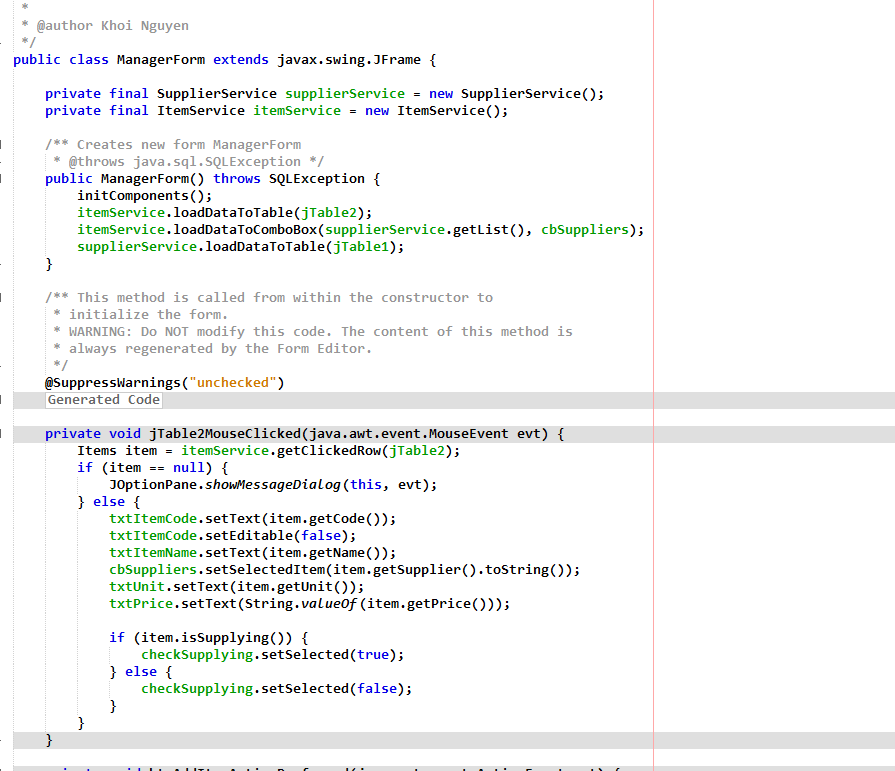 *
* @author Khoi Nguyen
*/
public class ManagerForm extends javax.swing.JFrame {
private final SupplierService supplierService = new SupplierService();
private final ItemService itemService = new ItemService();
/** Creates new form ManagerForm
* @throws java.sql.SQLException */
public ManagerForm() throws SQLException {
initComponents();
itemService.loadDataToTable(jTable2);
itemService.loadDataToComboBox(supplierService.getList(), cbSuppliers);
supplierService.loadDataToTable(jTable1);
}
/** This method is called from within the constructor to
* initialize the form.
* WARNING: Do NOT modify this code. The content of this method is
* always regenerated by the Form Editor.
*/
@SuppressWarnings("unchecked")
Generated Code
private void jTable2MouseClicked(java.awt.event.MouseEvent evt) {
Items item = itemService.getClickedRow(jTable2);
if (item == null) {
JOptionPane.showMessageDialog(this, evt);
} else {
txtItemCode.setText(item.getCode());
txtItemCode.setEditable(false);
txtItemName.setText(item.getName());
cbSuppliers.setSelectedItem(item.getSupplier().toString());
txtUnit.setText(item.getUnit());
txtPrice.setText(String.valueOf(item.getPrice()));
if (item.isSupplying()) {
checkSupplying.setSelected(true);
} else {
checkSupplying.setSelected(false);
}
}
}